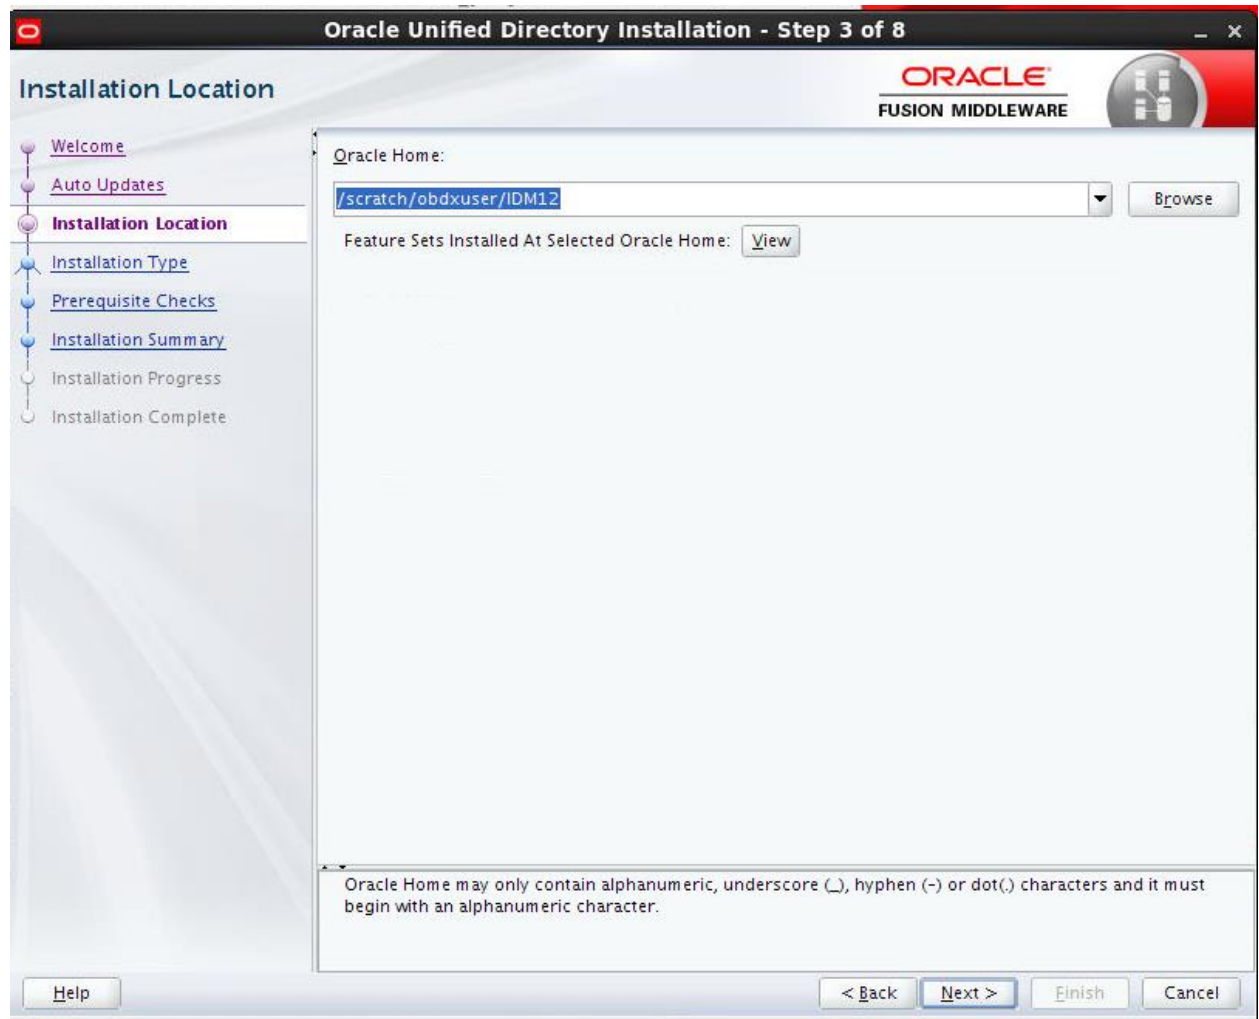 Oracle Unified Directory Installation - Step 3 of 8
Installation Location
ORACLE
FUSION MIDDLEWARE
Welcome
Auto Updates
Installation Location
Installation Type
Prerequisite Checks
Installation Summary
Installation Progress
Installation Complete
Oracle Home:
/scratch/obdxuser/IDM12
Browse
Feature Sets Installed At Selected Oracle Home: View
Oracle Home may only contain alphanumeric, underscore (_), hyphen (-) or dot(.) characters and it must
begin with an alphanumeric character.
Help
< Back
Next >
Finish
Cancel